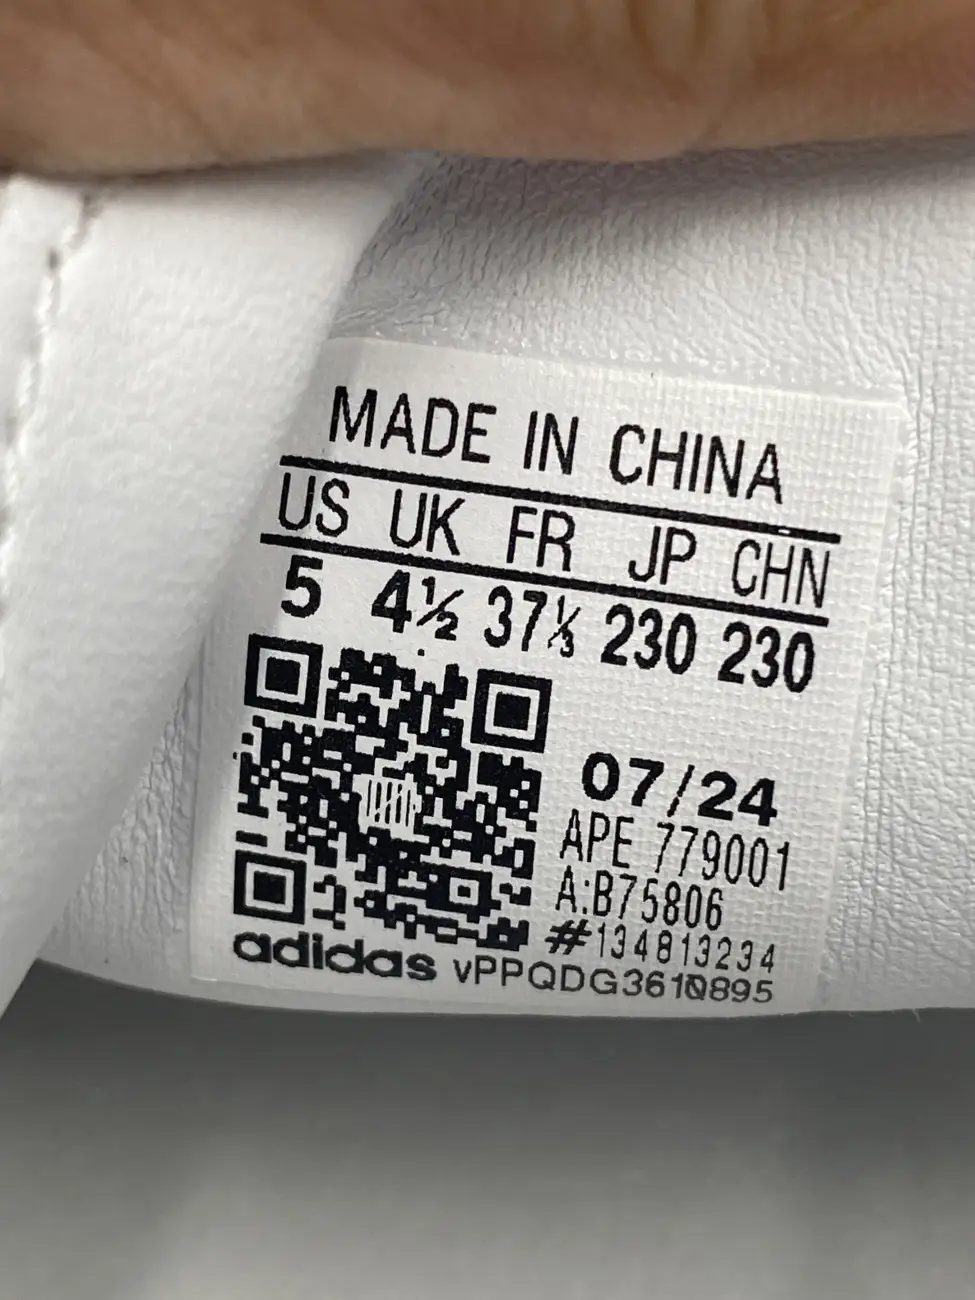 MADE IN CHINA
US UK FR JP CHN
5 4½ 37⅓ 230 230
07/24
APE 779001
A:B75806
#134813234
adidas vPPQDG3610895